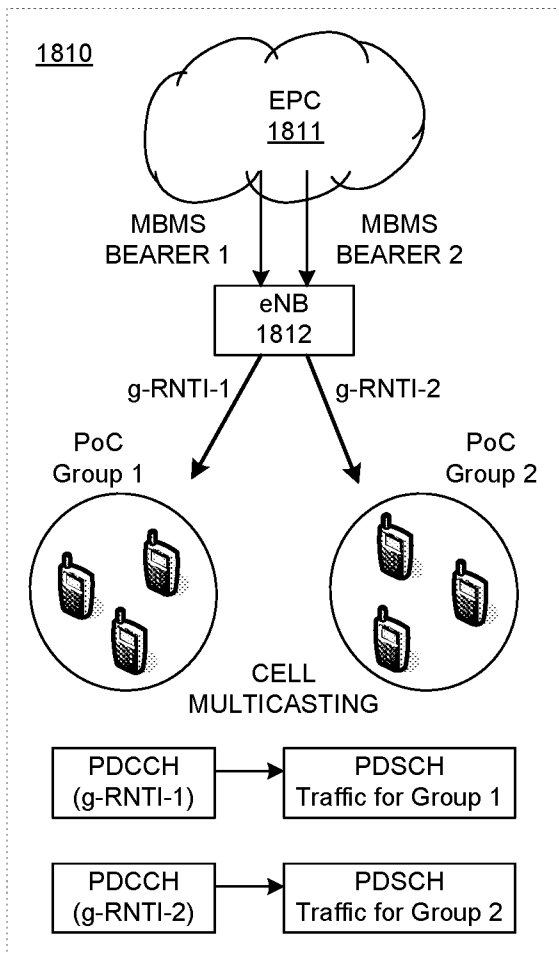 1810
EPC
1811
MBMS
BEARER 1
MBMS
BEARER 2
eNB
1812
g-RNTI-1
g-RNTI-2
PoC
Group 1
PoC
Group 2
CELL
MULTICASTING
PDCCH
(g-RNTI-1)
PDSCH
Traffic for Group 1
PDCCH
(g-RNTI-2)
PDSCH
Traffic for Group 2